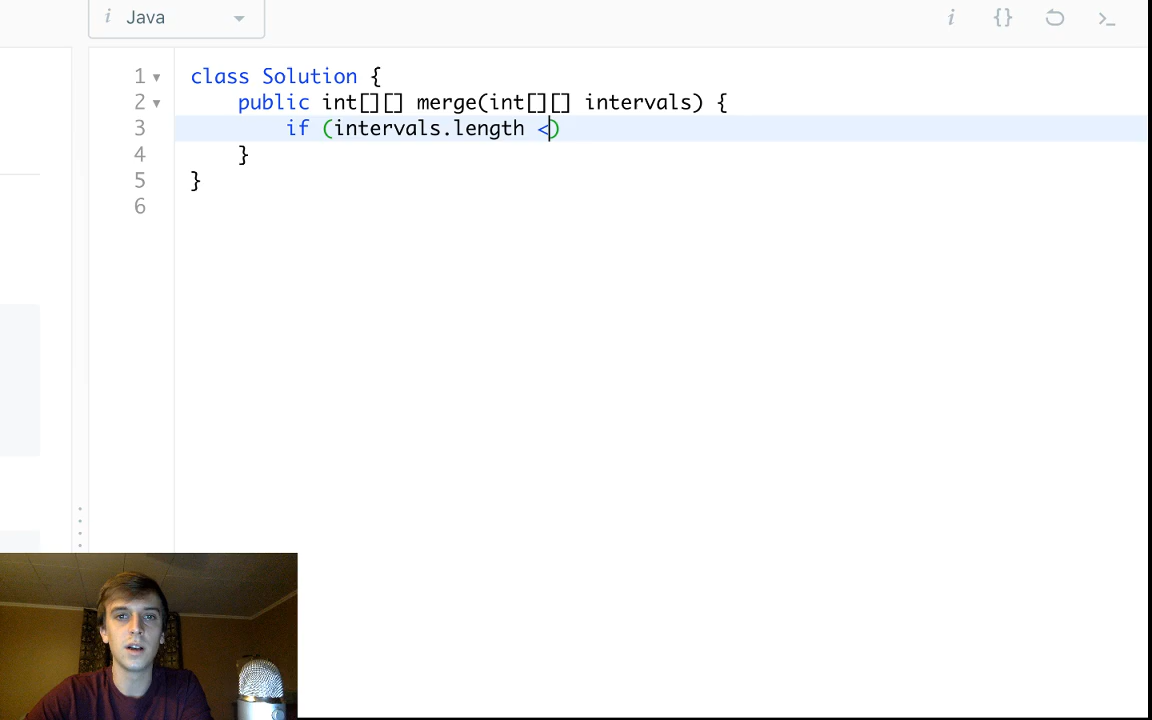 i Java
i {} >_
1 class Solution {
2 public int[][] merge(int[][] intervals) {
3 if (intervals.length <)
4 }
5 }
6